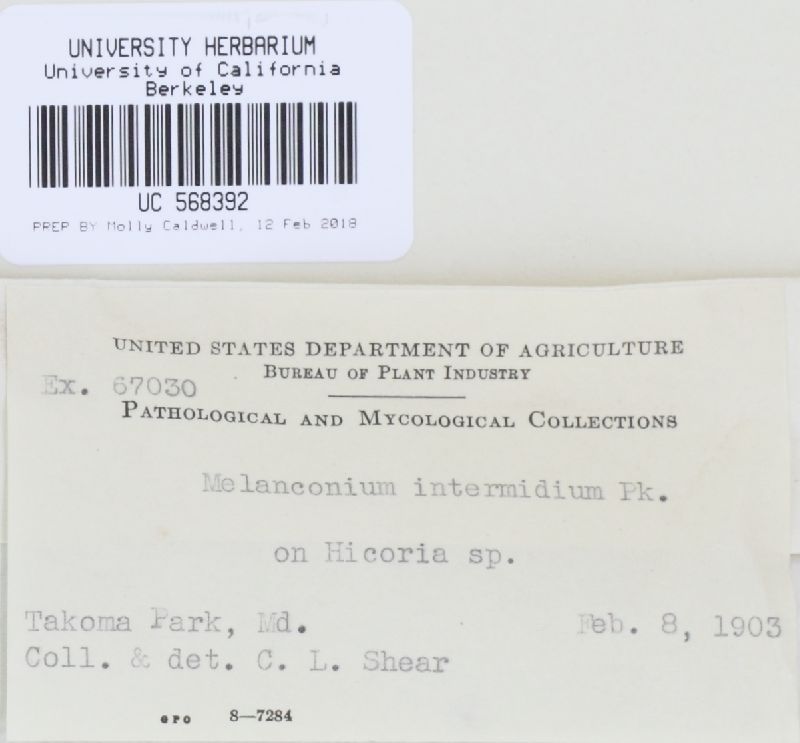 UNIVERSITY HERBARIUM
University of California
Berkeley
UC 568392
PREP BY Molly Caldwell, 12 Feb 2018
UNITED STATES DEPARTMENT OF AGRICULTURE
BUREAU OF PLANT INDUSTRY
Ex. 67030
PATHOLOGICAL AND MYCOLOGICAL COLLECTIONS
Melanconium intermidium Pk.
on Hicoria sp.
Takoma Park, Md. Feb. 8, 1903
Coll. & det. C. L. Shear
GPO 8—7284